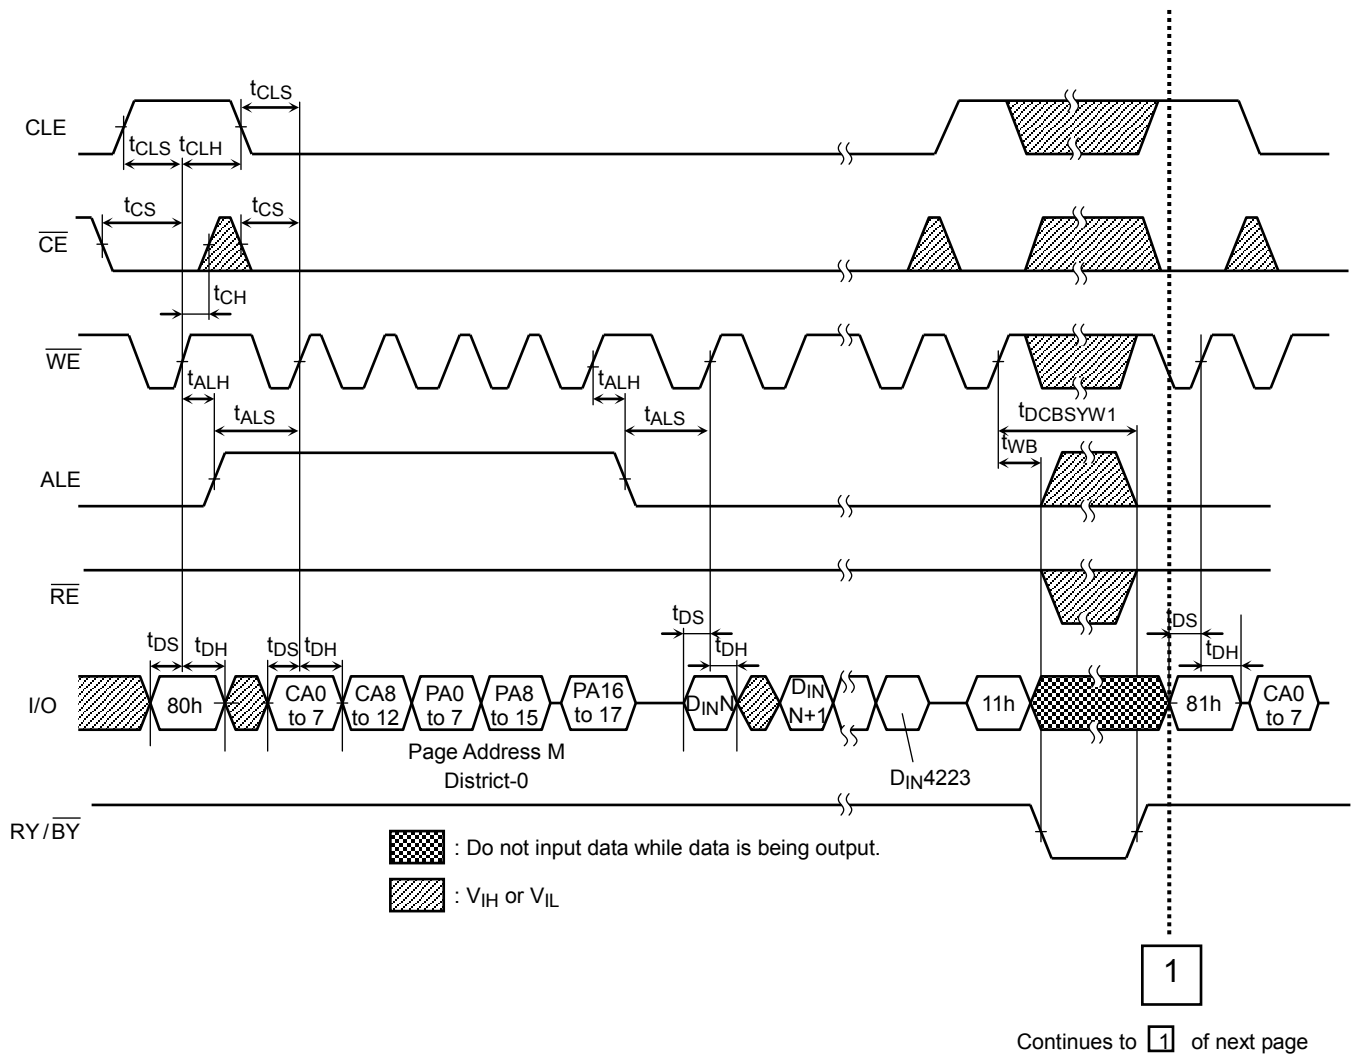 tCLS
CLE
tCLS tCLH
tCS tCS
CE
tCH
WE
tALH tALH
tALS tALS tDCBSYW1
tWB
ALE
RE
tDS tDH tDS tDH tDS tDH tDS tDH
I/O 80h CA0 to 7 CA8 to 12 PA0 to 7 PA8 to 15 PA16 to 17 DINN DIN N+1 11h 81h CA0 to 7
Page Address M
District-0
DIN4223
RY/BY
: Do not input data while data is being output.
: VIH or VIL
1
Continues to 1 of next page